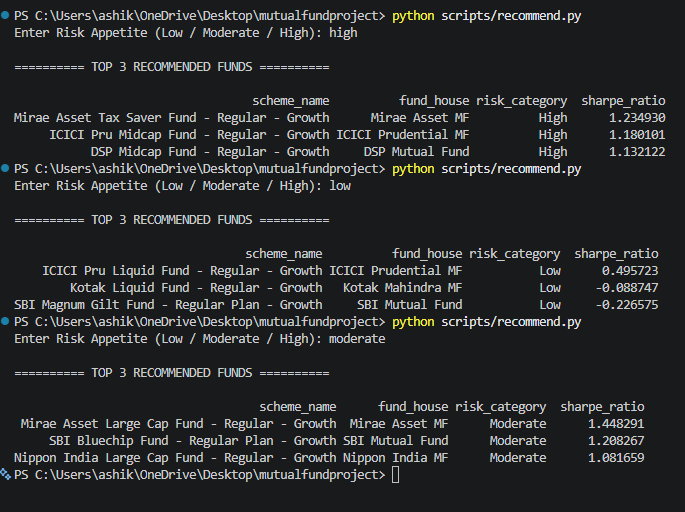 PS C:\Users\ashik\OneDrive\Desktop\mutualfundproject> python scripts/recommend.py
Enter Risk Appetite (Low / Moderate / High): high
========== TOP 3 RECOMMENDED FUNDS ==========
scheme_name fund_house risk_category sharpe_ratio
Mirae Asset Tax Saver Fund - Regular - Growth Mirae Asset MF High 1.234930
ICICI Pru Midcap Fund - Regular - Growth ICICI Prudential MF High 1.180101
DSP Midcap Fund - Regular - Growth DSP Mutual Fund High 1.132122
PS C:\Users\ashik\OneDrive\Desktop\mutualfundproject> python scripts/recommend.py
Enter Risk Appetite (Low / Moderate / High): low
========== TOP 3 RECOMMENDED FUNDS ==========
scheme_name fund_house risk_category sharpe_ratio
ICICI Pru Liquid Fund - Regular - Growth ICICI Prudential MF Low 0.495723
Kotak Liquid Fund - Regular - Growth Kotak Mahindra MF Low -0.088747
SBI Magnum Gilt Fund - Regular Plan - Growth SBI Mutual Fund Low -0.226575
PS C:\Users\ashik\OneDrive\Desktop\mutualfundproject> python scripts/recommend.py
Enter Risk Appetite (Low / Moderate / High): moderate
========== TOP 3 RECOMMENDED FUNDS ==========
scheme_name fund_house risk_category sharpe_ratio
Mirae Asset Large Cap Fund - Regular - Growth Mirae Asset MF Moderate 1.448291
SBI Bluechip Fund - Regular Plan - Growth SBI Mutual Fund Moderate 1.208267
Nippon India Large Cap Fund - Regular - Growth Nippon India MF Moderate 1.081659
PS C:\Users\ashik\OneDrive\Desktop\mutualfundproject>